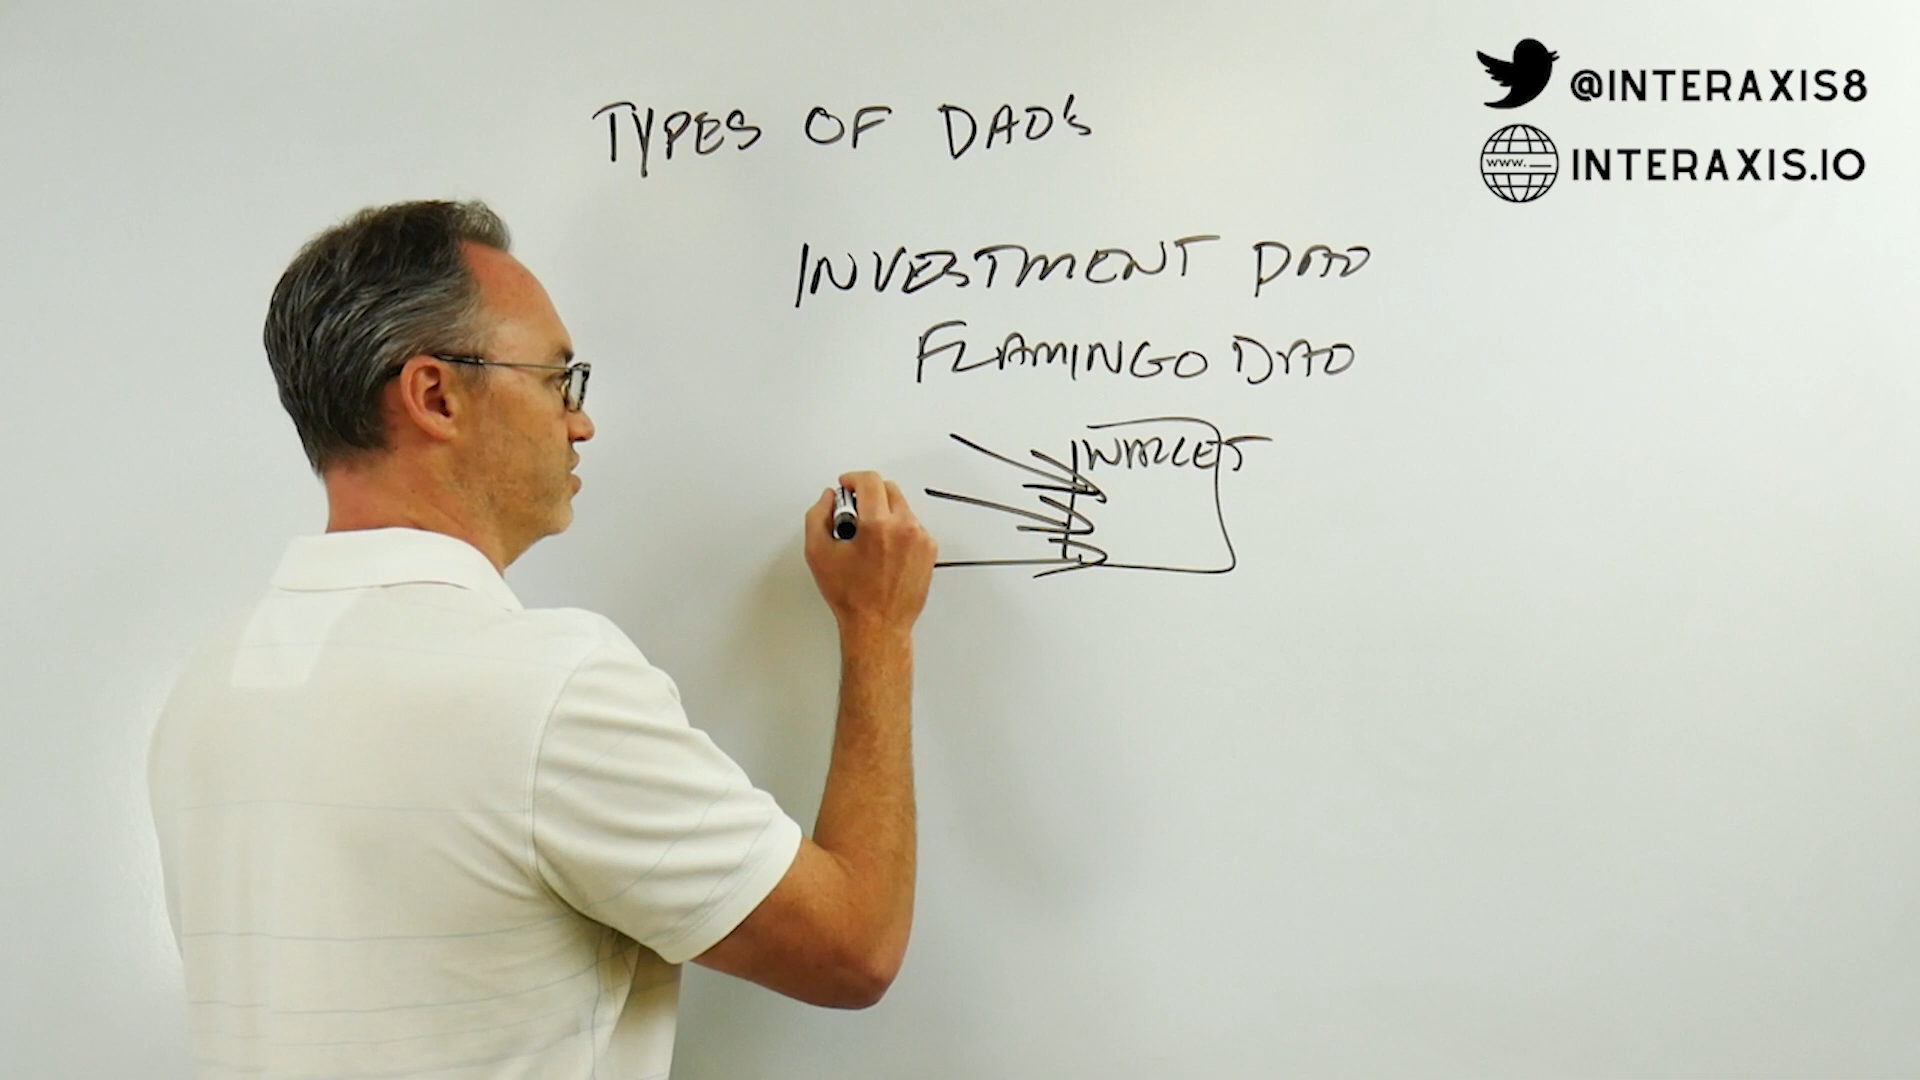 @INTERAXIS8
www.
INTERAXIS.IO
TYPES OF DAO's
INVESTMENT DAO
FLAMINGO DAO
WALLET